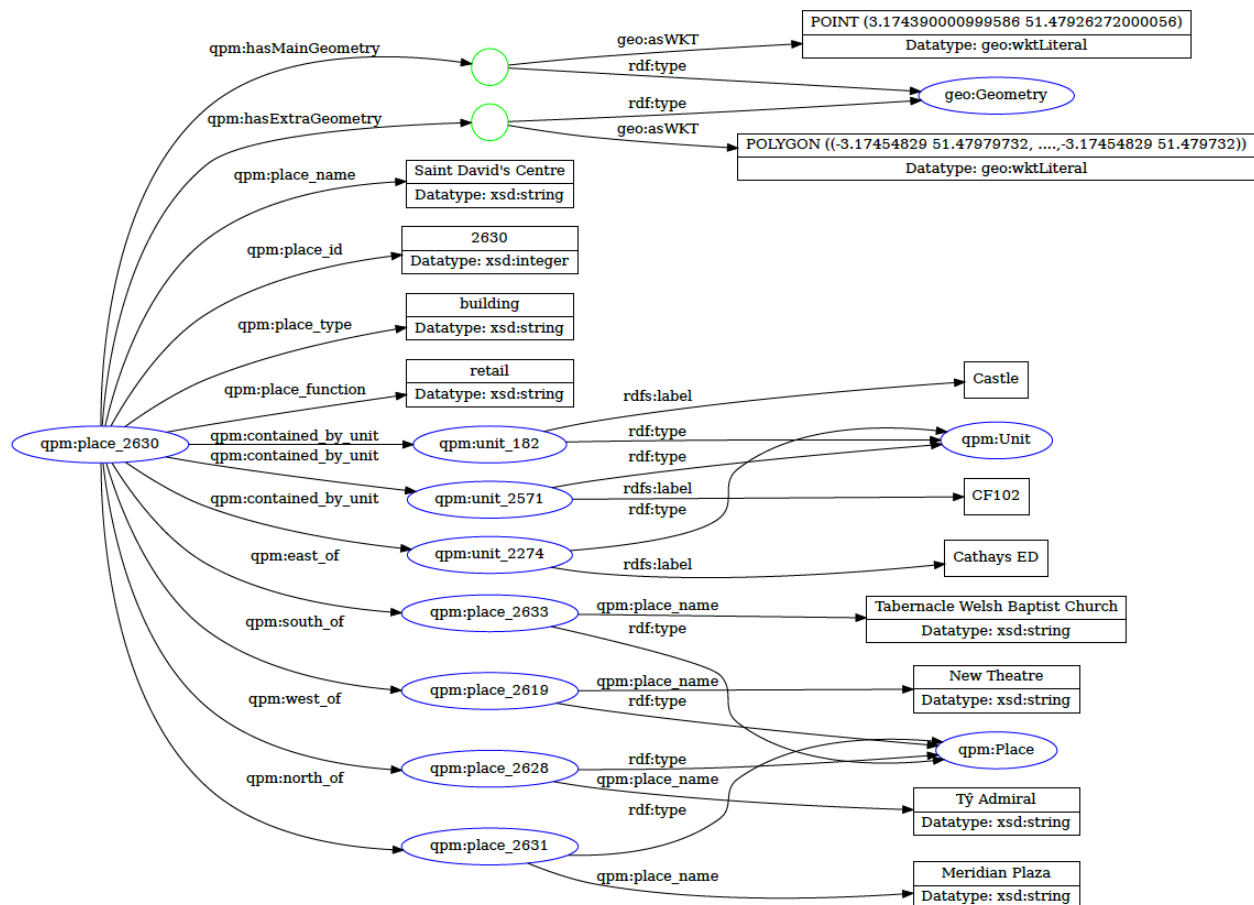 POINT (3.174390000999586 51.47926272000056)
Datatype: geo:wktLiteral
geo:asWKT
qpm:hasMainGeometry
rdf:type
geo:Geometry
rdf:type
qpm:hasExtraGeometry
geo:asWKT
POLYGON ((-3.17454829 51.47979732, ....,-3.17454829 51.479732))
Datatype: geo:wktLiteral
qpm:place_name
Saint David's Centre
Datatype: xsd:string
qpm:place_id
2630
Datatype: xsd:integer
qpm:place_type
building
Datatype: xsd:string
qpm:place_function
retail
Datatype: xsd:string
rdfs:label
Castle
qpm:place_2630
qpm:contained_by_unit
qpm:unit_182
rdf:type
qpm:Unit
qpm:contained_by_unit
rdf:type
qpm:unit_2571
rdfs:label
CF102
qpm:contained_by_unit
rdf:type
qpm:unit_2274
rdfs:label
Cathays ED
qpm:east_of
qpm:place_2633
qpm:place_name
Tabernacle Welsh Baptist Church
Datatype: xsd:string
rdf:type
qpm:south_of
qpm:place_2619
qpm:place_name
New Theatre
Datatype: xsd:string
rdf:type
qpm:west_of
qpm:Place
qpm:place_2628
rdf:type
qpm:place_name
Tŷ Admiral
Datatype: xsd:string
qpm:north_of
rdf:type
qpm:place_2631
qpm:place_name
Meridian Plaza
Datatype: xsd:string